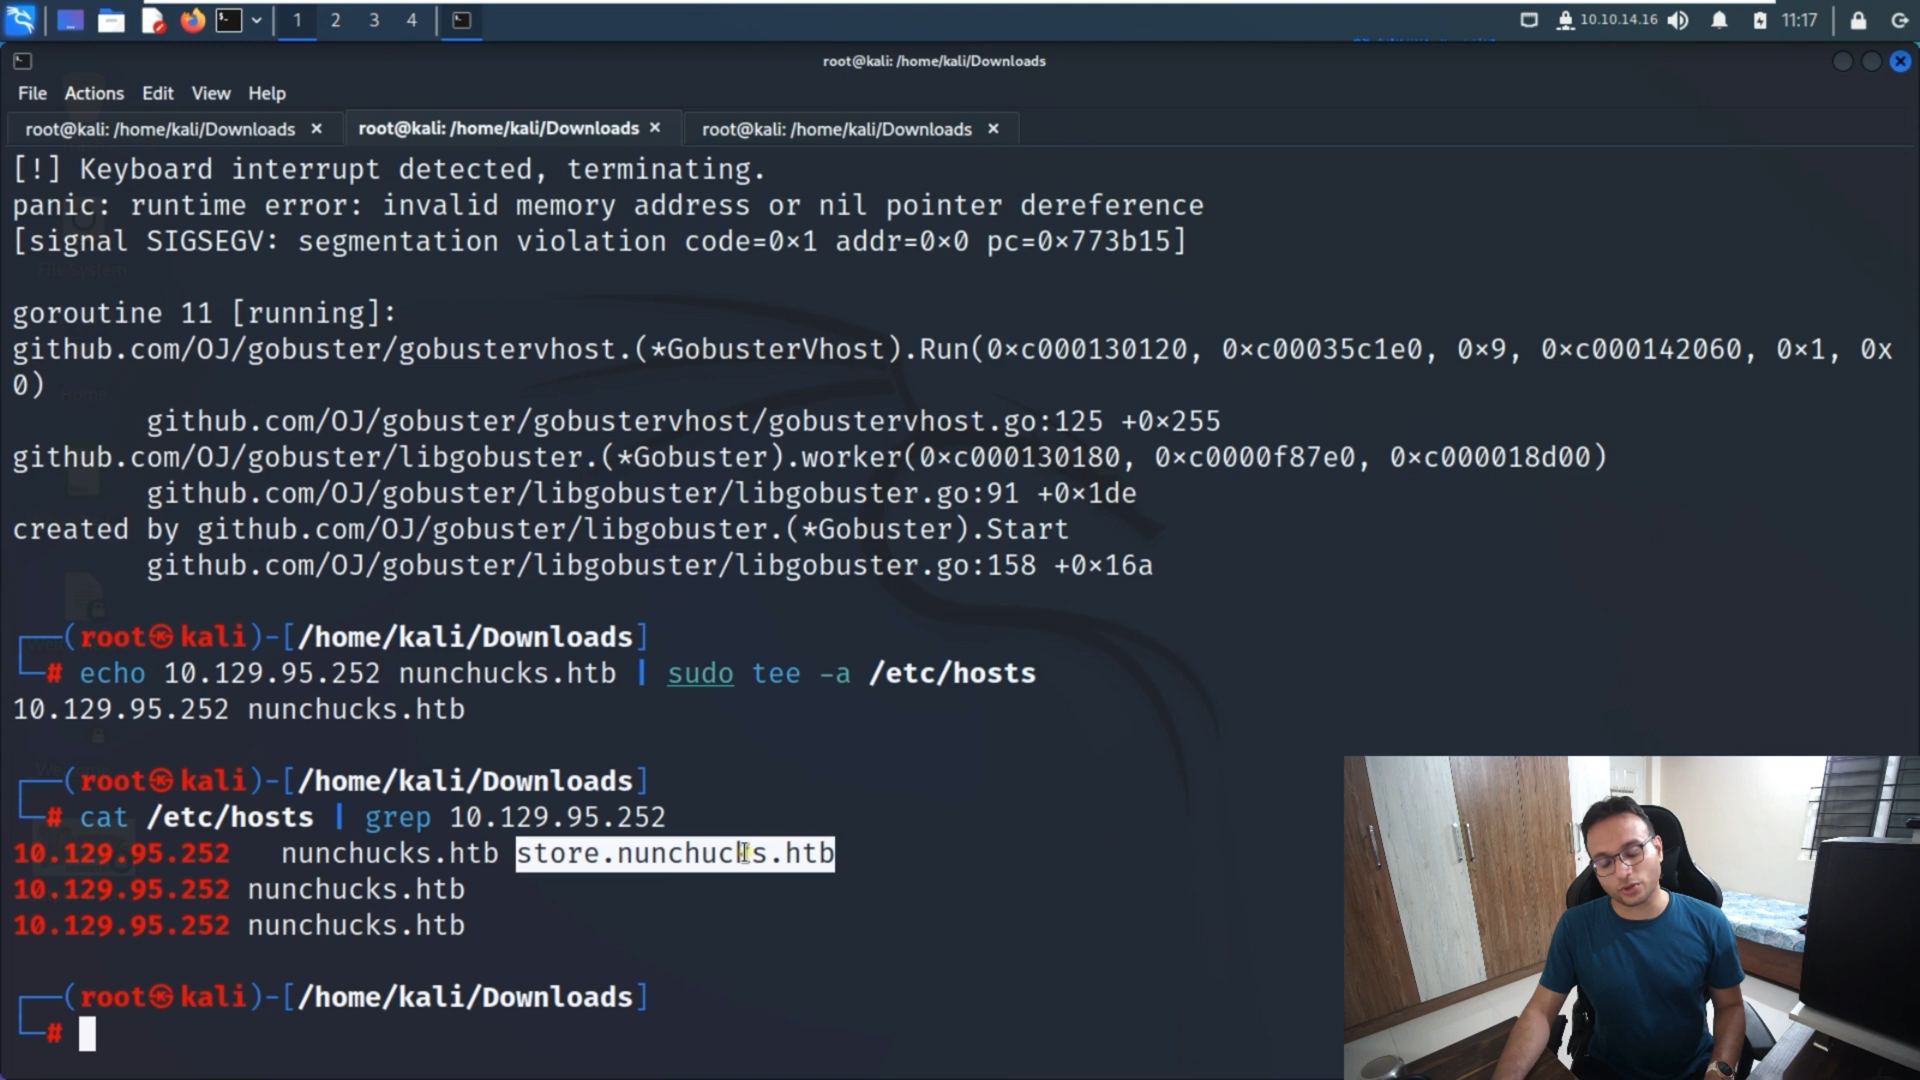 1 2 3 4 10.10.14.16 11:17
root@kali: /home/kali/Downloads
File Actions Edit View Help
root@kali: /home/kali/Downloads × root@kali: /home/kali/Downloads × root@kali: /home/kali/Downloads ×
[!] Keyboard interrupt detected, terminating.
panic: runtime error: invalid memory address or nil pointer dereference
[signal SIGSEGV: segmentation violation code=0×1 addr=0×0 pc=0×773b15]
goroutine 11 [running]:
github.com/OJ/gobuster/gobustervhost.(*GobusterVhost).Run(0×c000130120, 0×c00035c1e0, 0×9, 0×c000142060, 0×1, 0x
0)
github.com/OJ/gobuster/gobustervhost/gobustervhost.go:125 +0×255
github.com/OJ/gobuster/libgobuster.(*Gobuster).worker(0×c000130180, 0×c0000f87e0, 0×c000018d00)
github.com/OJ/gobuster/libgobuster/libgobuster.go:91 +0×1de
created by github.com/OJ/gobuster/libgobuster.(*Gobuster).Start
github.com/OJ/gobuster/libgobuster/libgobuster.go:158 +0×16a
┌──(root㉿kali)-[/home/kali/Downloads]
└─# echo 10.129.95.252 nunchucks.htb | sudo tee -a /etc/hosts
10.129.95.252 nunchucks.htb
┌──(root㉿kali)-[/home/kali/Downloads]
└─# cat /etc/hosts | grep 10.129.95.252
10.129.95.252 nunchucks.htb store.nunchucks.htb
10.129.95.252 nunchucks.htb
10.129.95.252 nunchucks.htb
┌──(root㉿kali)-[/home/kali/Downloads]
└─#